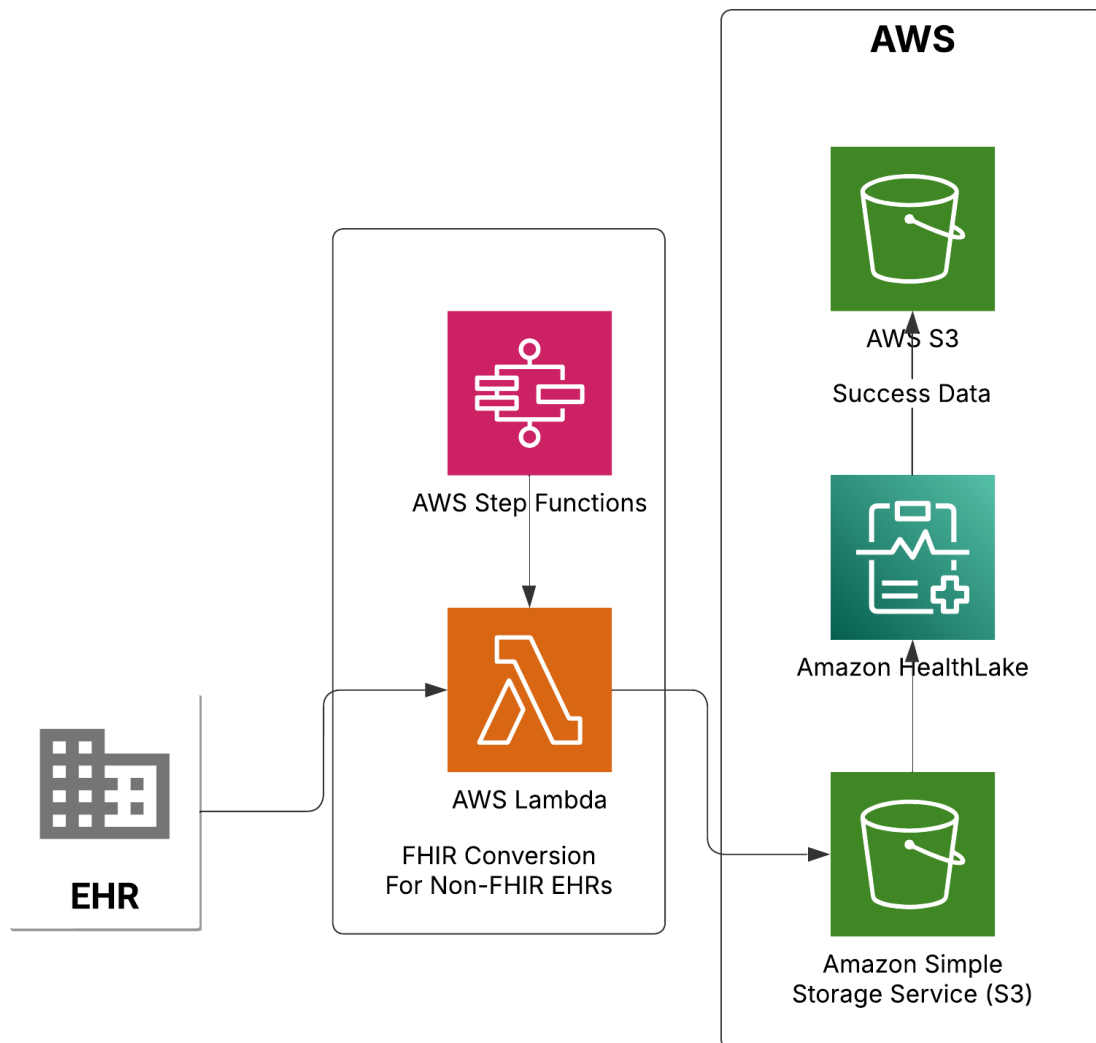 AWS
AWS S3
Success Data
AWS Step Functions
Amazon HealthLake
AWS Lambda
FHIR Conversion
For Non-FHIR EHRs
EHR
Amazon Simple
Storage Service (S3)